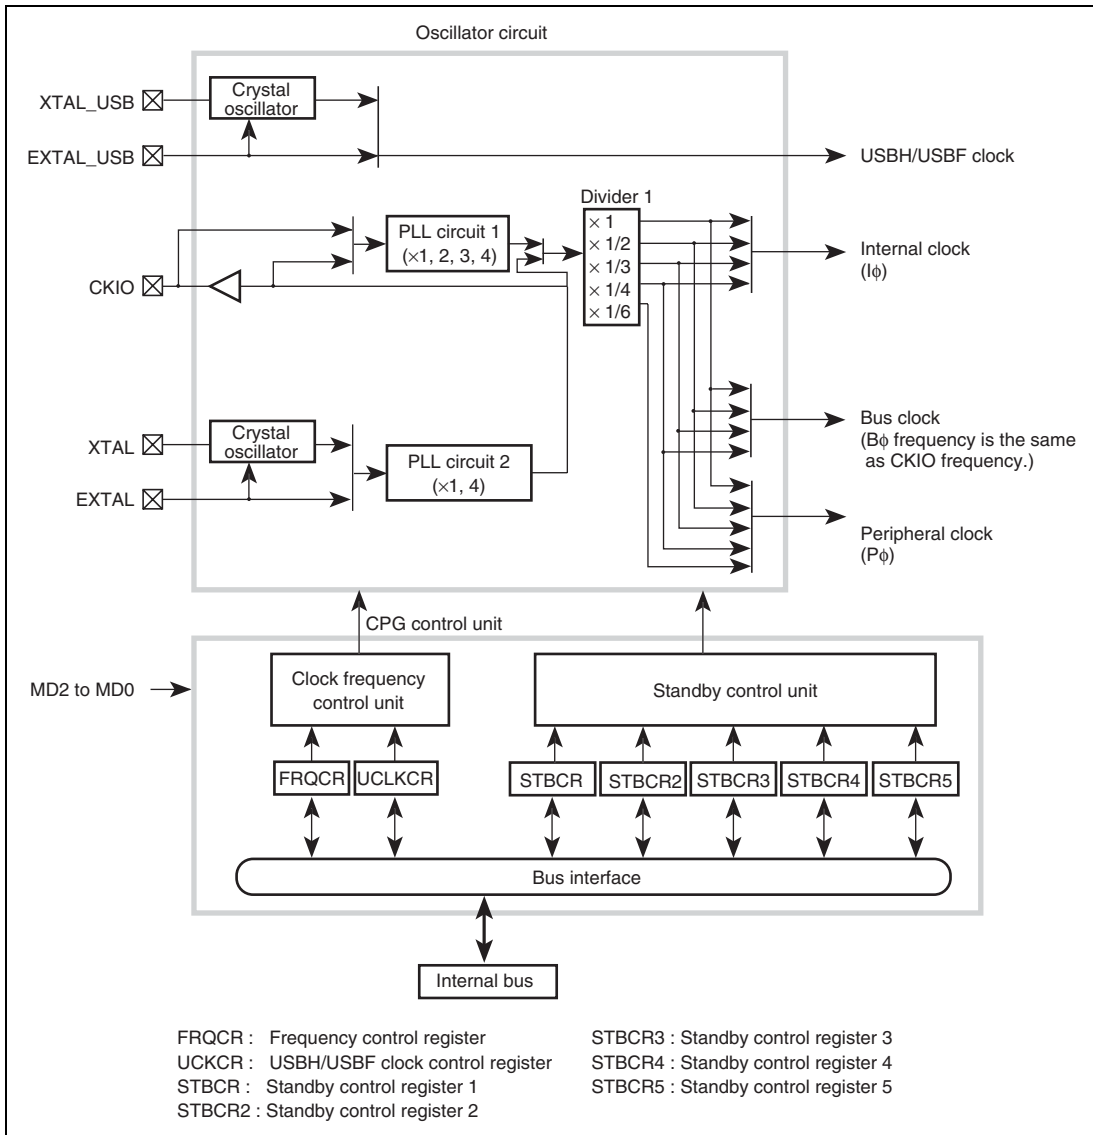 Oscillator circuit
XTAL_USB
Crystal
oscillator
EXTAL_USB
USBH/USBF clock
Divider 1
× 1
× 1/2
× 1/3
× 1/4
× 1/6
PLL circuit 1
(×1, 2, 3, 4)
Internal clock
(Iϕ)
CKIO
XTAL
Crystal
oscillator
EXTAL
PLL circuit 2
(×1, 4)
Bus clock
(Bϕ frequency is the same
as CKIO frequency.)
Peripheral clock
(Pϕ)
CPG control unit
MD2 to MD0
Clock frequency
control unit
Standby control unit
FRQCR
UCLKCR
STBCR
STBCR2
STBCR3
STBCR4
STBCR5
Bus interface
Internal bus
FRQCR : Frequency control register
UCKCR : USBH/USBF clock control register
STBCR : Standby control register 1
STBCR2 : Standby control register 2
STBCR3 : Standby control register 3
STBCR4 : Standby control register 4
STBCR5 : Standby control register 5